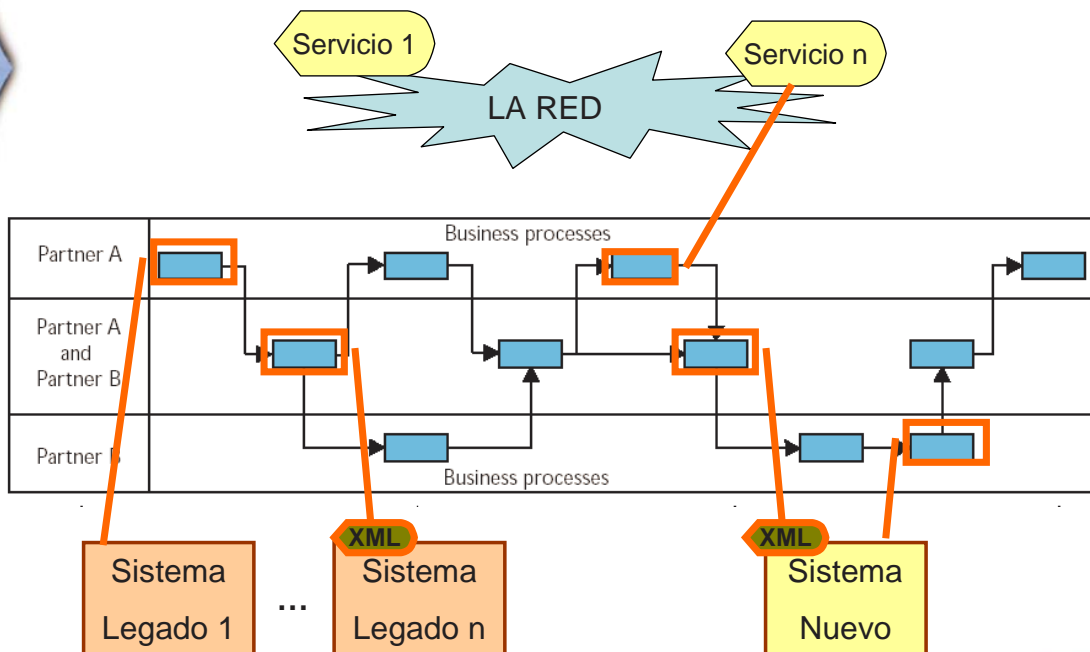 Servicio 1
Servicio n
LA RED
Business processes
Partner A
Partner A
and
Partner B
Partner B
Business processes
XML
XML
Sistema
Legado 1
...
Sistema
Legado n
Sistema
Nuevo